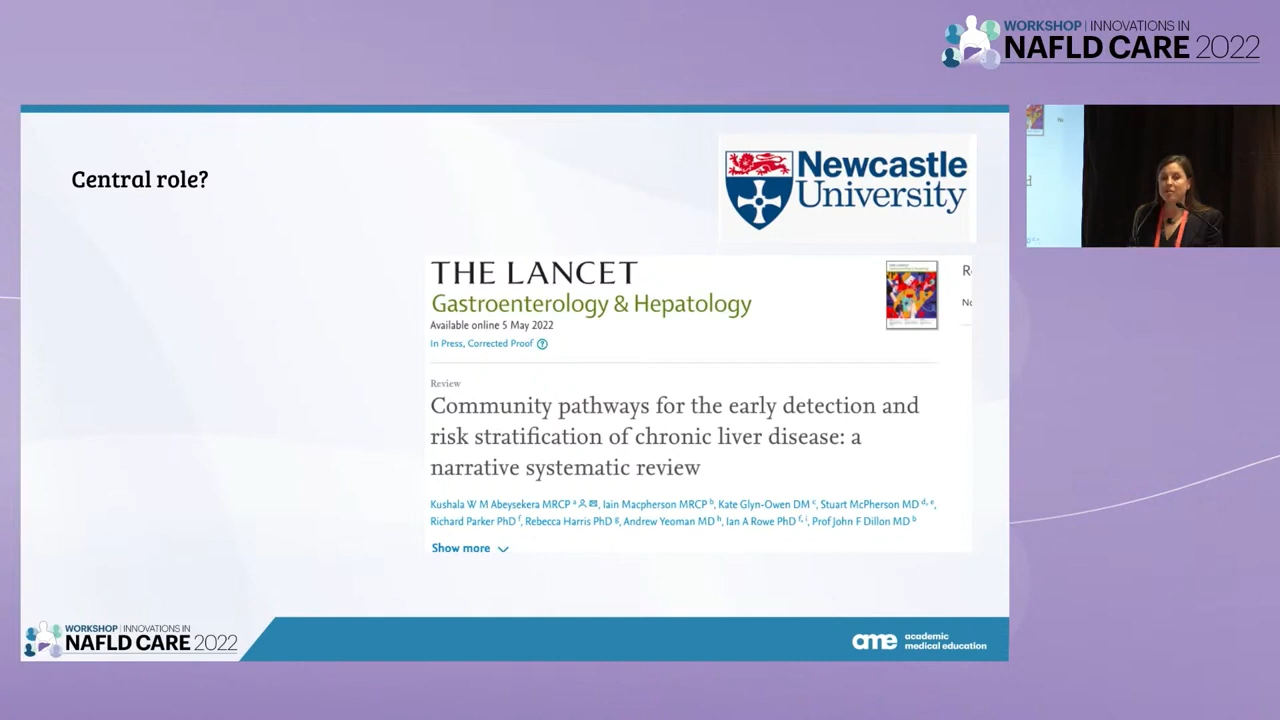 WORKSHOP | INNOVATIONS IN
NAFLD CARE 2022
Central role?
Newcastle
University
THE LANCET
Gastroenterology & Hepatology
Available online 5 May 2022
In Press, Corrected Proof
Review
Community pathways for the early detection and
risk stratification of chronic liver disease: a
narrative systematic review
Kushala W M Abeysekera MRCP a, Iain Macpherson MRCP b, Kate Glyn-Owen DM c, Stuart McPherson MD d, e,
Richard Parker PhD f, Rebecca Harris PhD g, Andrew Yeoman MD h, Ian A Rowe PhD f, i, Prof John F Dillon MD b
Show more
WORKSHOP | INNOVATIONS IN
NAFLD CARE 2022
ame academic
medical education